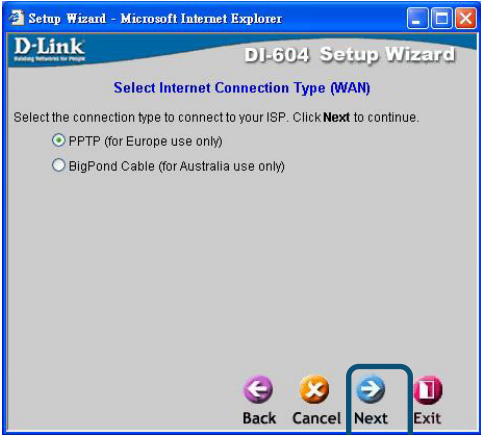 Setup Wizard - Microsoft Internet Explorer
D-Link
Building Networks for People
DI-604 Setup Wizard
Select Internet Connection Type (WAN)
Select the connection type to connect to your ISP. Click Next to continue.
PPTP (for Europe use only)
BigPond Cable (for Australia use only)
Back Cancel Next Exit